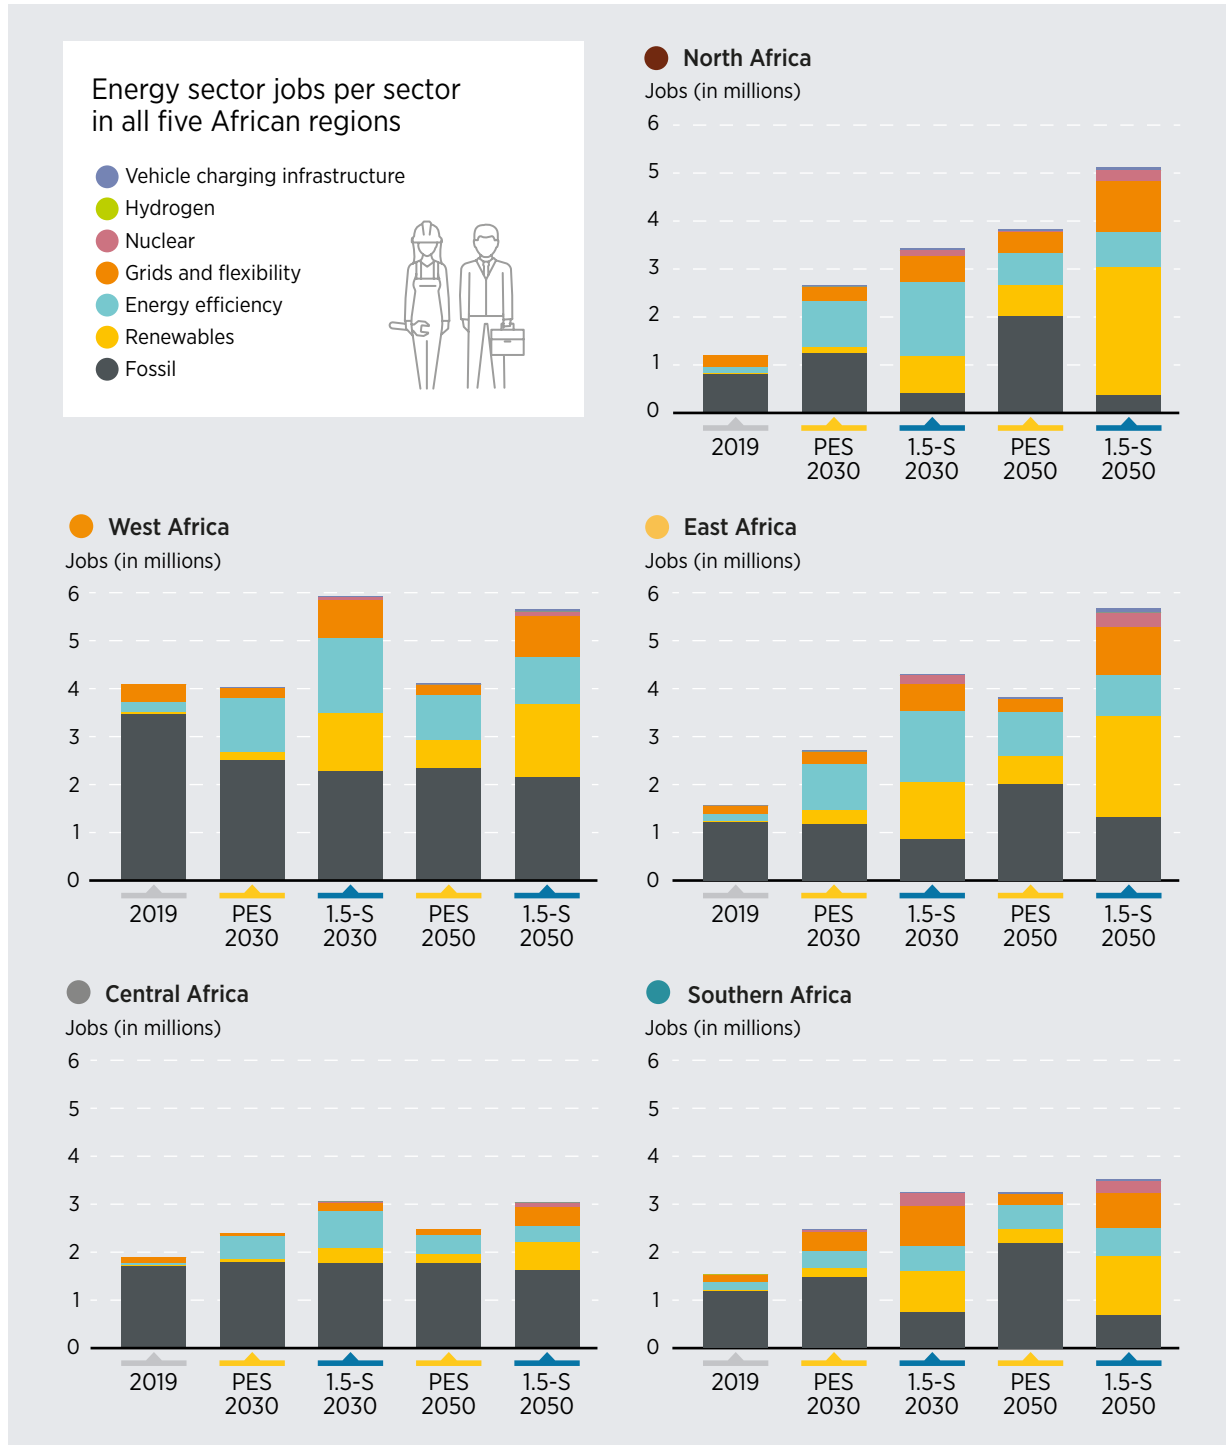 Energy sector jobs per sector
in all five African regions
Vehicle charging infrastructure
Hydrogen
Nuclear
Grids and flexibility
Energy efficiency
Renewables
Fossil
North Africa
Jobs (in millions)
6
5
4
3
2
1
0
2019 PES 1.5-S PES 1.5-S
2030 2030 2050 2050
West Africa
Jobs (in millions)
6
5
4
3
2
1
0
2019 PES 1.5-S PES 1.5-S
2030 2030 2050 2050
East Africa
Jobs (in millions)
6
5
4
3
2
1
0
2019 PES 1.5-S PES 1.5-S
2030 2030 2050 2050
Central Africa
Jobs (in millions)
6
5
4
3
2
1
0
2019 PES 1.5-S PES 1.5-S
2030 2030 2050 2050
Southern Africa
Jobs (in millions)
6
5
4
3
2
1
0
2019 PES 1.5-S PES 1.5-S
2030 2030 2050 2050